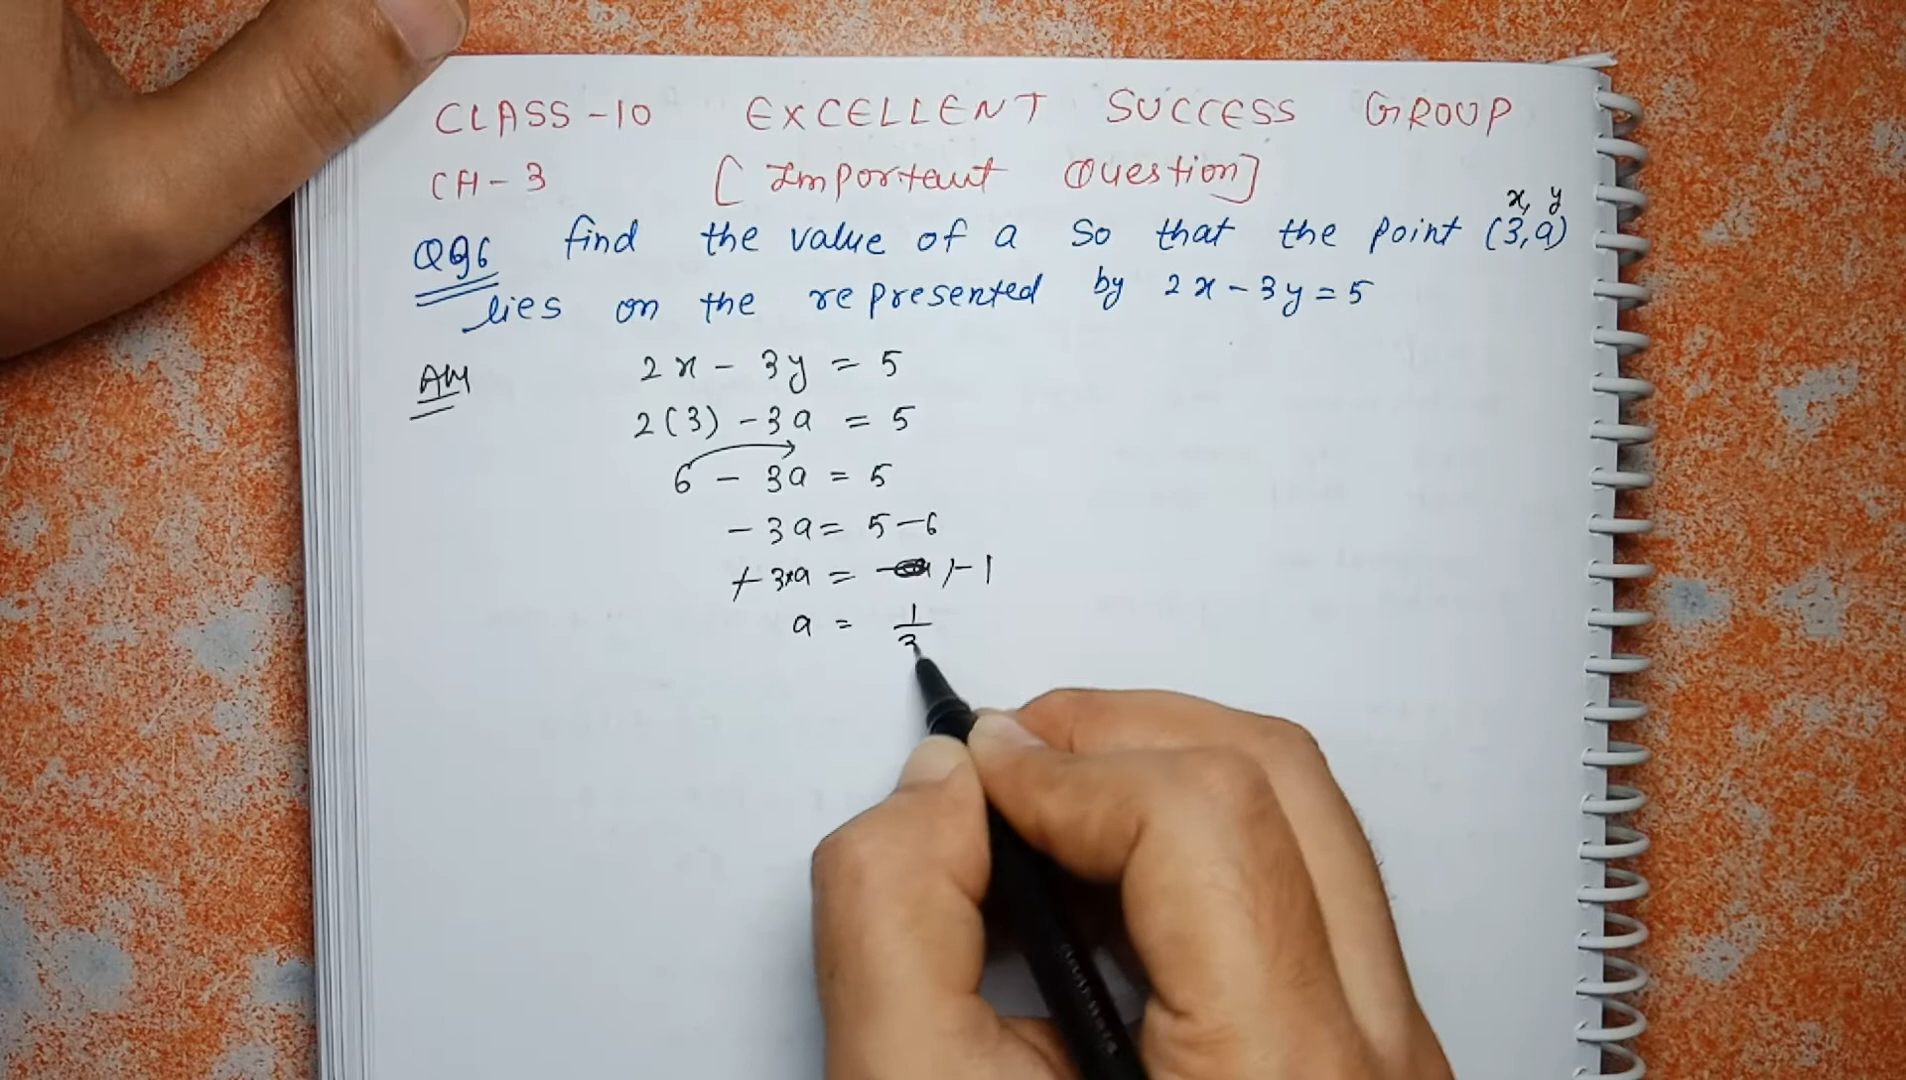 CLASS-10 EXCELLENT SUCCESS GROUP
CH-3 [Important Question]
x, y
Q96 find the value of a so that the point (3,a)
lies on the represented by 2x-3y=5
Ans 2x - 3y = 5
2(3) - 3a = 5
6 - 3a = 5
- 3a = 5-6
+ 3a = +1
a = 1/3